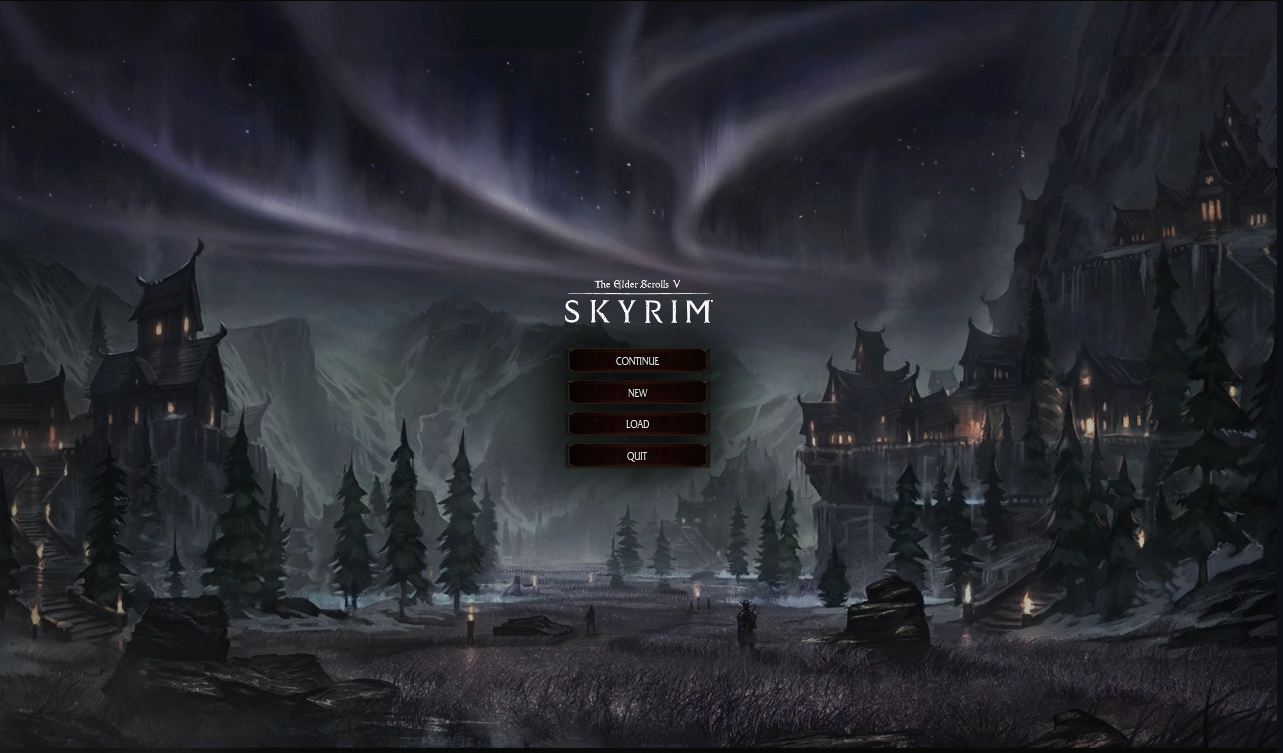 The Elder Scrolls V
SKYRIM
CONTINUE
NEW
LOAD
QUIT